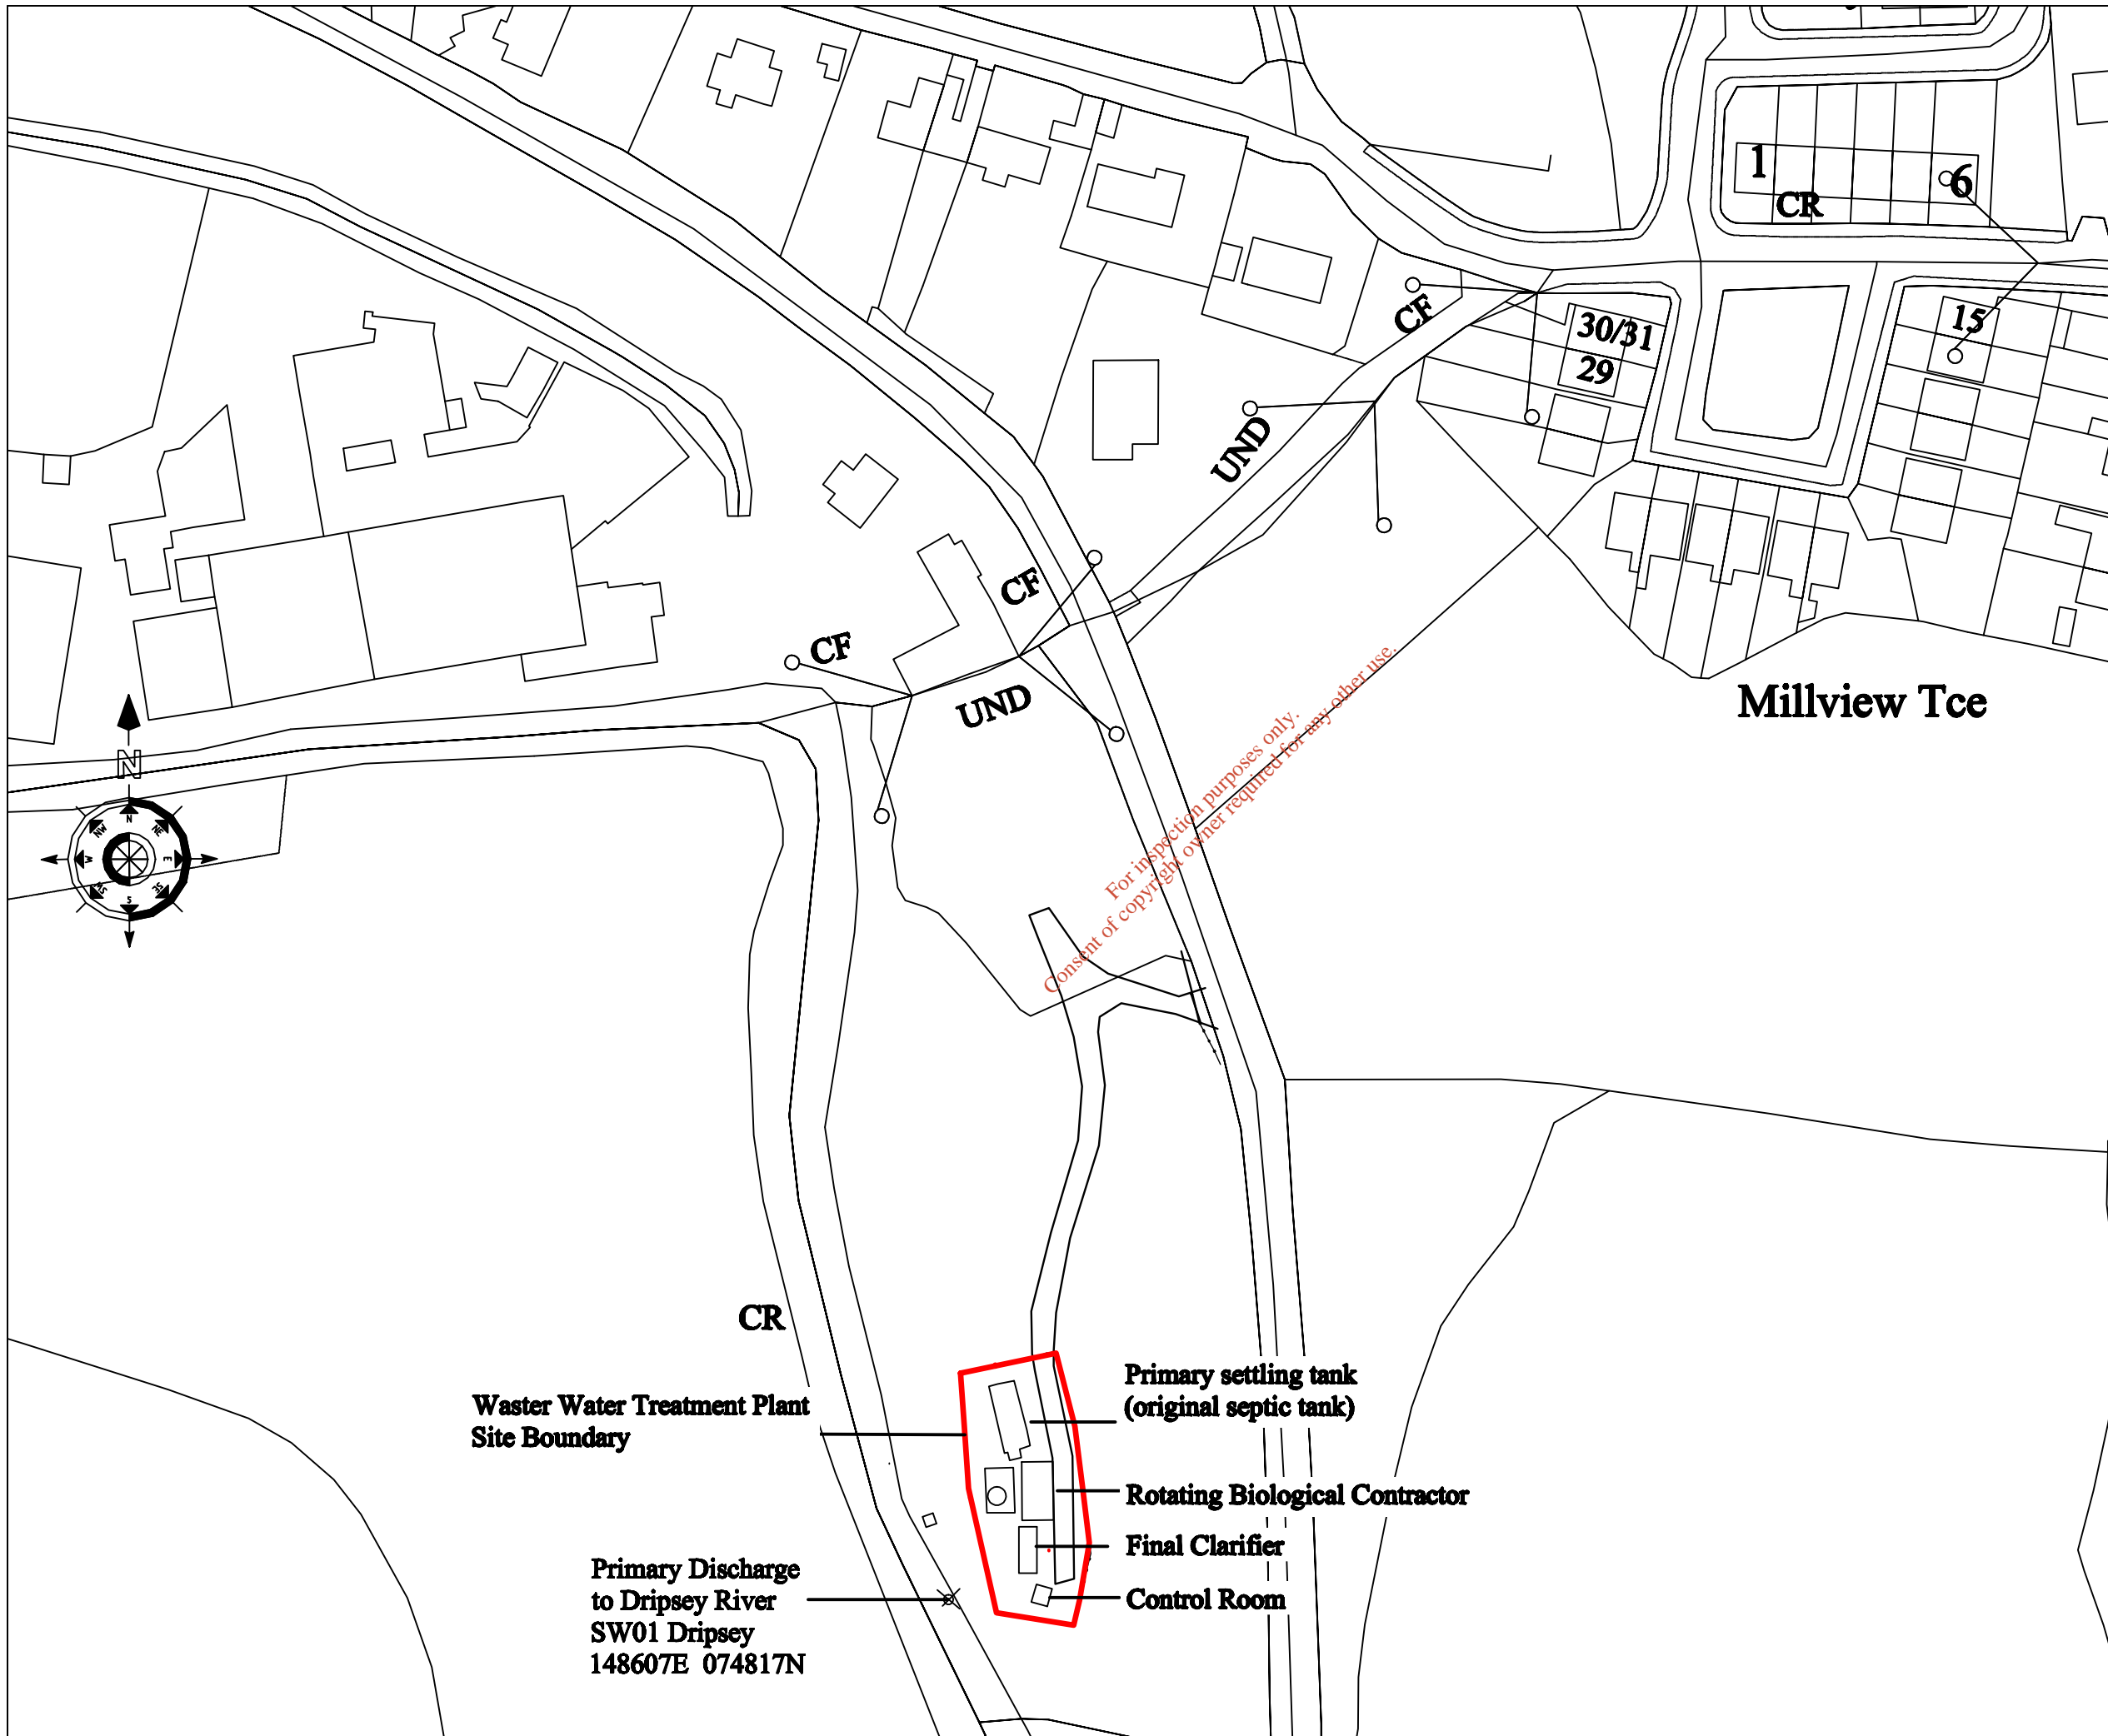 1
6
CR
CF
30/31
29
15
UND
CF
CF
UND
Millview Tce
N
N
NE
E
SE
S
SW
W
NW
For inspection purposes only.
Consent of copyright owner required for any other use.
CR
Primary settling tank
(original septic tank)
Waster Water Treatment Plant
Site Boundary
Rotating Biological Contractor
Final Clarifier
Control Room
Primary Discharge
to Dripsey River
SW01 Dripsey
148607E 074817N